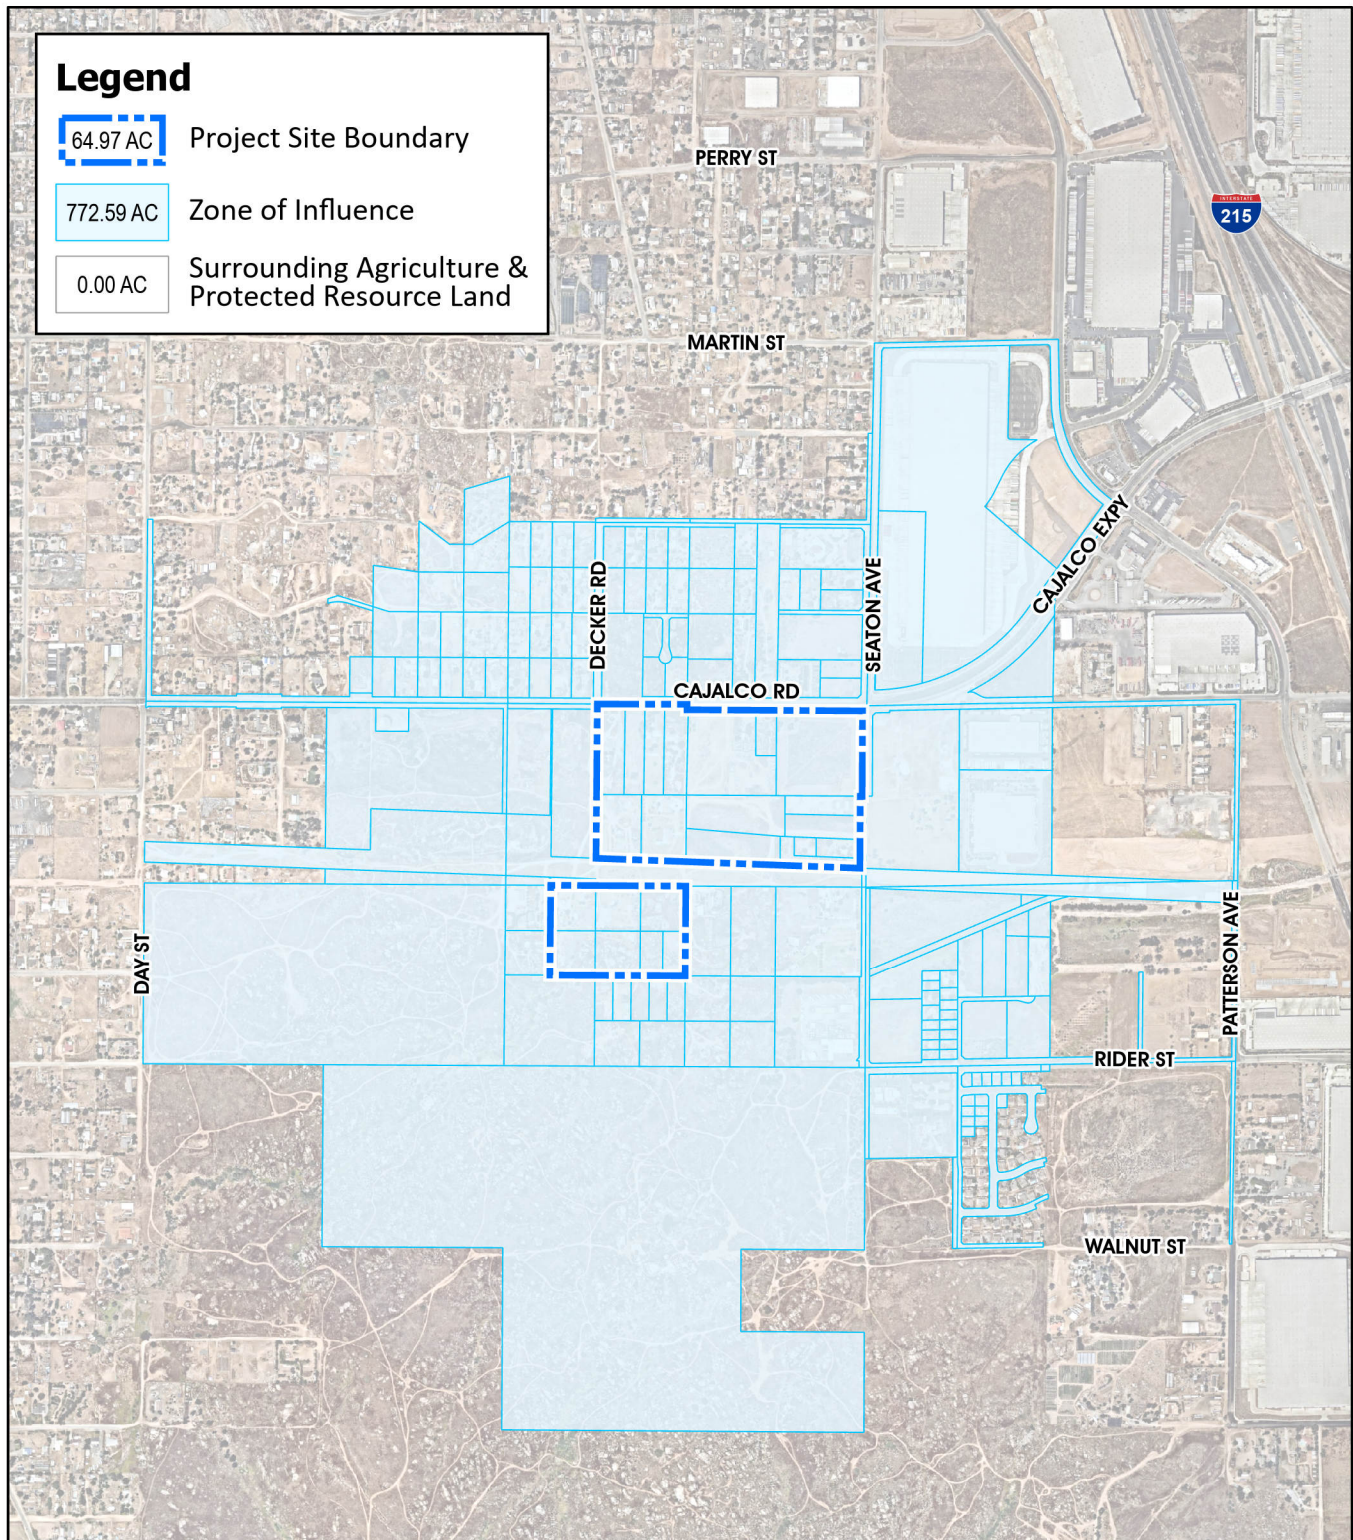 Legend
64.97 AC
Project Site Boundary
772.59 AC
Zone of Influence
0.00 AC
Surrounding Agriculture &
Protected Resource Land
PERRY ST
INTERSTATE
215
MARTIN ST
CAJALCO EXPY
DECKER RD
SEATON AVE
CAJALCO RD
DAY ST
PATTERSON AVE
RIDER ST
WALNUT ST